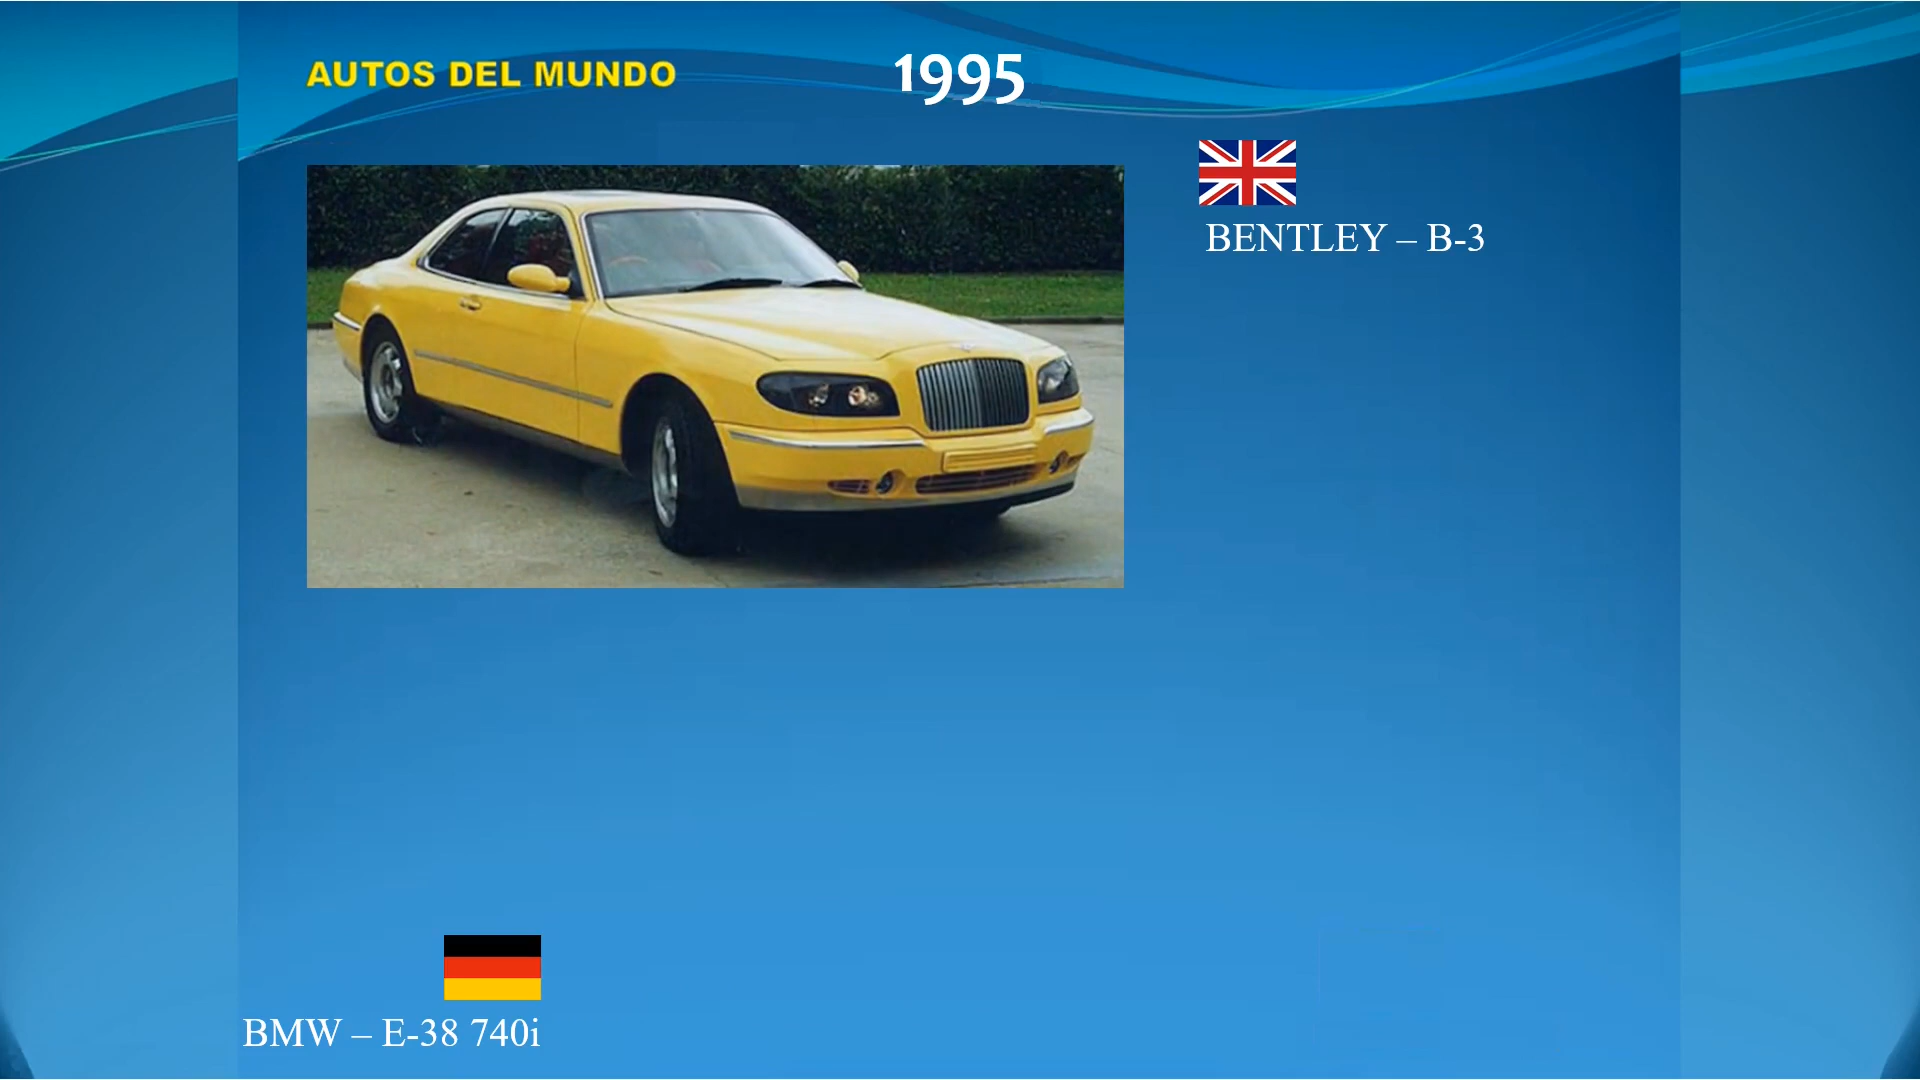 AUTOS DEL MUNDO
1995
BENTLEY – B-3
BMW – E-38 740i